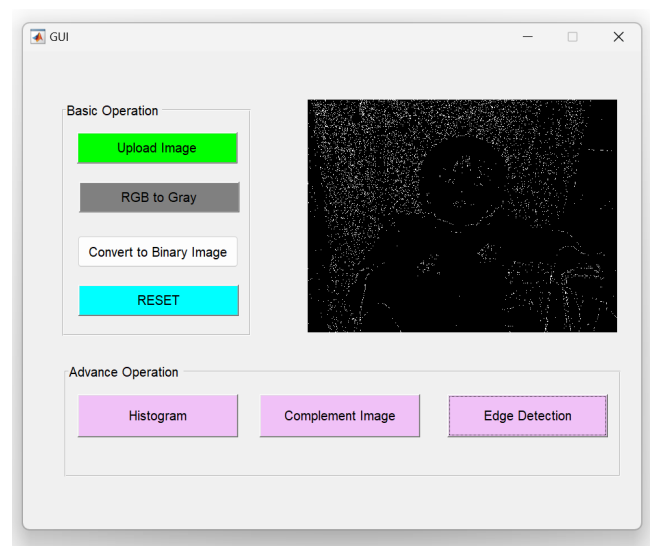 GUI
Basic Operation
Upload Image
RGB to Gray
Convert to Binary Image
RESET
Advance Operation
Histogram
Complement Image
Edge Detection